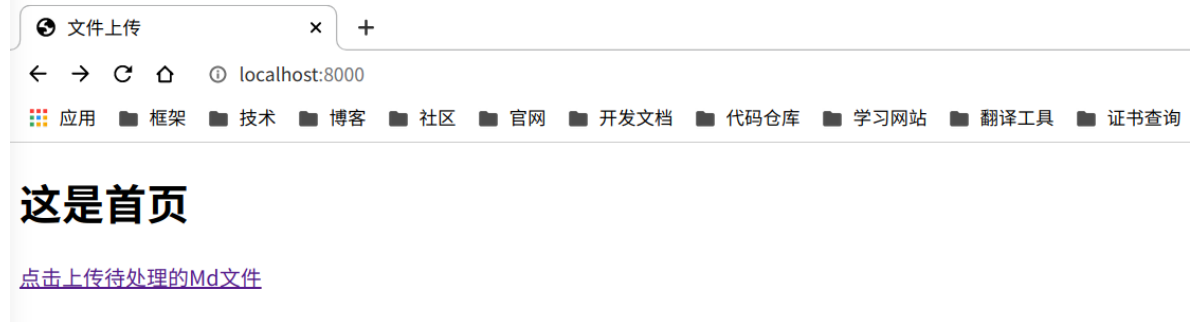 文件上传
localhost:8000
应用 框架 技术 博客 社区 官网 开发文档 代码仓库 学习网站 翻译工具 证书查询
这是首页
点击上传待处理的Md文件